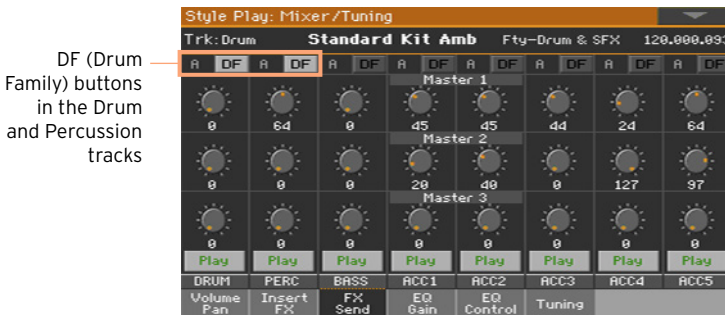 Style Play: Mixer/Tuning
Trk: Drum Standard Kit Amb Fty-Drum & SFX 120.000.093
DF (Drum
Family) buttons
in the Drum
and Percussion
tracks
A DF A DF A DF A DF A DF A DF A DF A DF
Master 1
0 64 0 45 45 44 24 64
Master 2
0 0 0 20 40 0 127 97
Master 3
0 0 0 0 0 0 0 0
Play Play Play Play Play Play Play Play
DRUM PERC BASS ACC1 ACC2 ACC3 ACC4 ACC5
Volume Pan Insert FX FX Send EQ Gain EQ Control Tuning